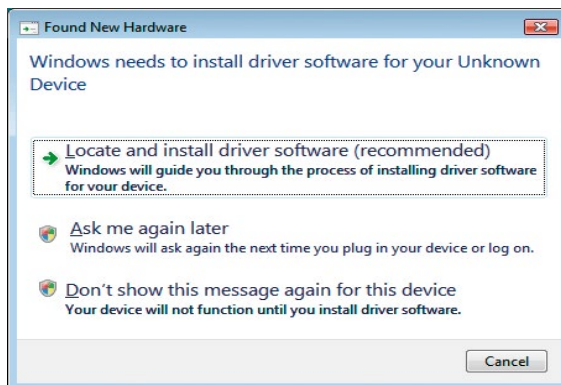 Found New Hardware
Windows needs to install driver software for your Unknown
Device
Locate and install driver software (recommended)
Windows will guide you through the process of installing driver software
for your device.
Ask me again later
Windows will ask again the next time you plug in your device or log on.
Don't show this message again for this device
Your device will not function until you install driver software.
Cancel